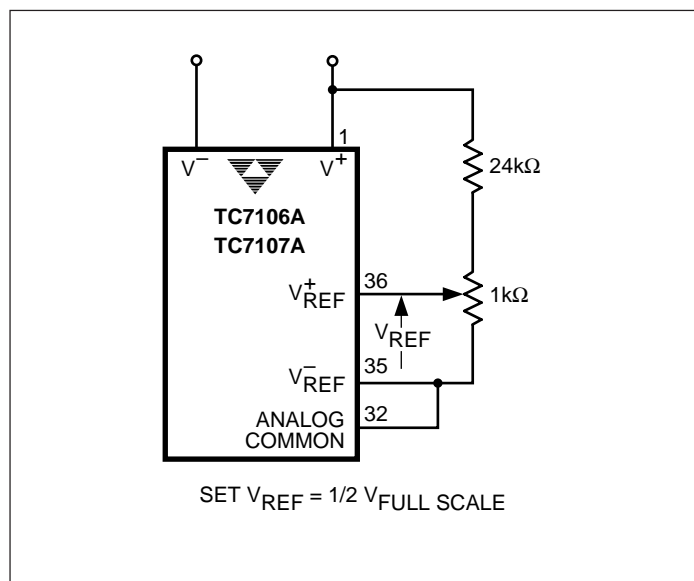 1
V− V+
24kΩ
TC7106A
TC7107A
36
V+REF
1kΩ
VREF
35
V−REF
32
ANALOG
COMMON
SET VREF = 1/2 VFULL SCALE